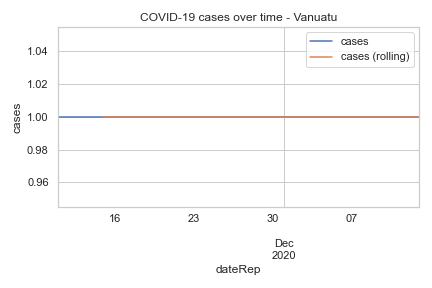 COVID-19 cases over time - Vanuatu
cases
cases (rolling)
1.04
1.02
1.00
0.98
0.96
cases
16 23 30 07
Dec
2020
dateRep